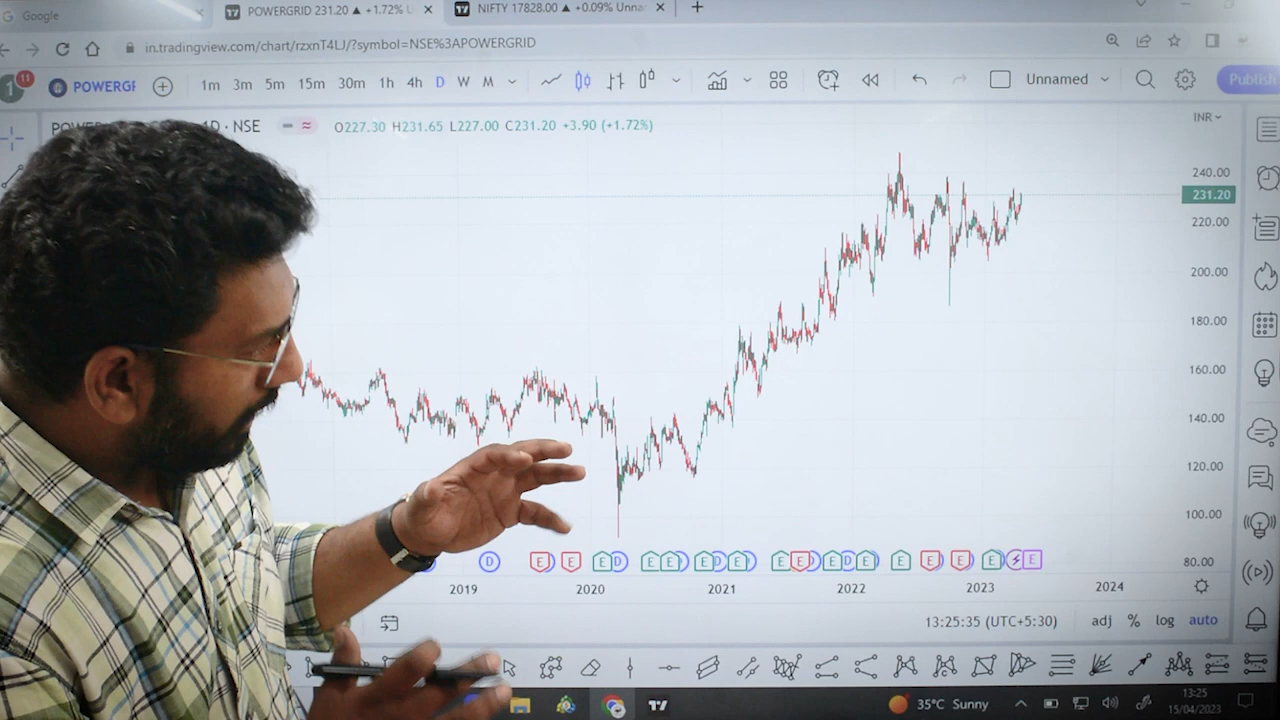 Google
POWERGRID 231.20 ▲ +1.72% U
NIFTY 17828.00 ▲ +0.09% Unna
in.tradingview.com/chart/rzxnT4LJ/?symbol=NSE%3APOWERGRID
1 11 POWERGF 1m 3m 5m 15m 30m 1h 4h D W M Unnamed Publish
1D · NSE O227.30 H231.65 L227.00 C231.20 +3.90 (+1.72%) INR
240.00
231.20
220.00
200.00
180.00
160.00
140.00
120.00
100.00
80.00
D E E E D E E E E E E E E E E E E E
2019 2020 2021 2022 2023 2024
13:25:35 (UTC+5:30) adj % log auto
35°C Sunny
13:25
15/04/2023